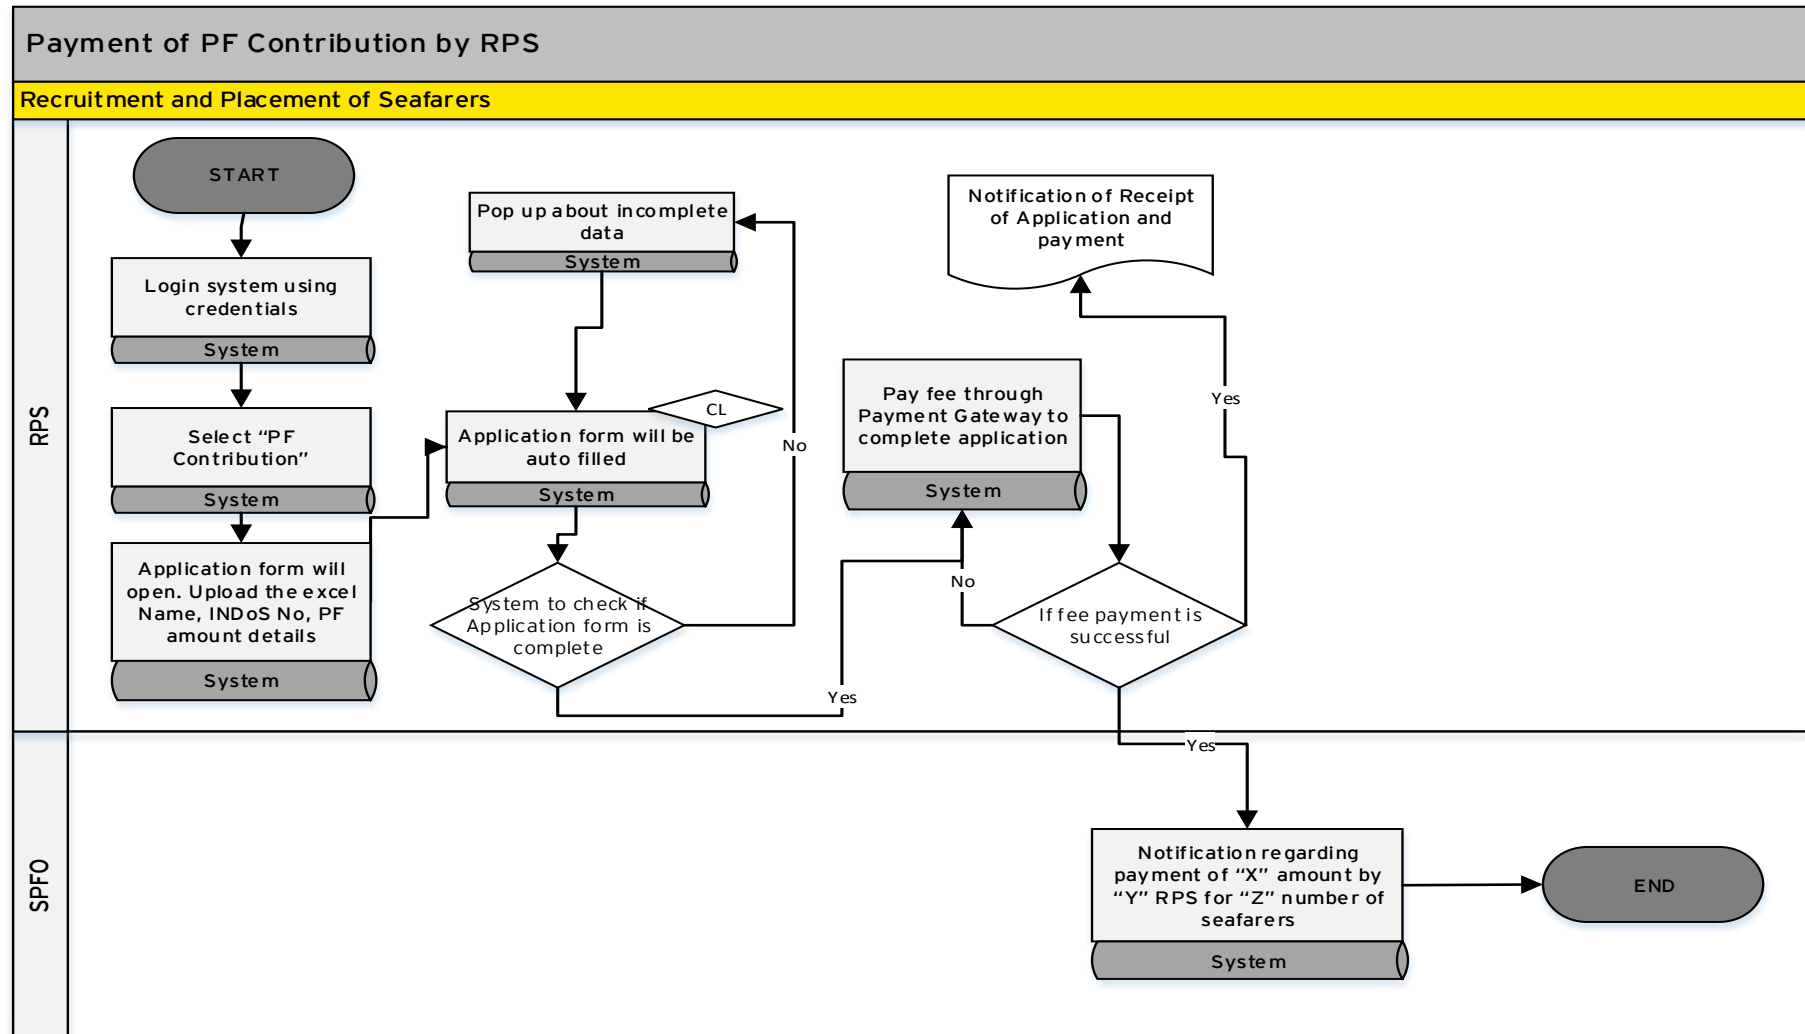 Payment of PF Contribution by RPS
Recruitment and Placement of Seafarers
RPS
START
Login system using
credentials
System
Select “PF
Contribution”
System
Application form will
open. Upload the excel
Name, INDoS No, PF
amount details
System
Pop up about incomplete
data
System
CL
Application form will be
auto filled
System
No
System to check if
Application form is
complete
Yes
Notification of Receipt
of Application and
payment
Pay fee through
Payment Gateway to
complete application
System
Yes
No
If fee payment is
successful
Yes
SPFO
Notification regarding
payment of “X” amount by
“Y” RPS for “Z” number of
seafarers
System
END